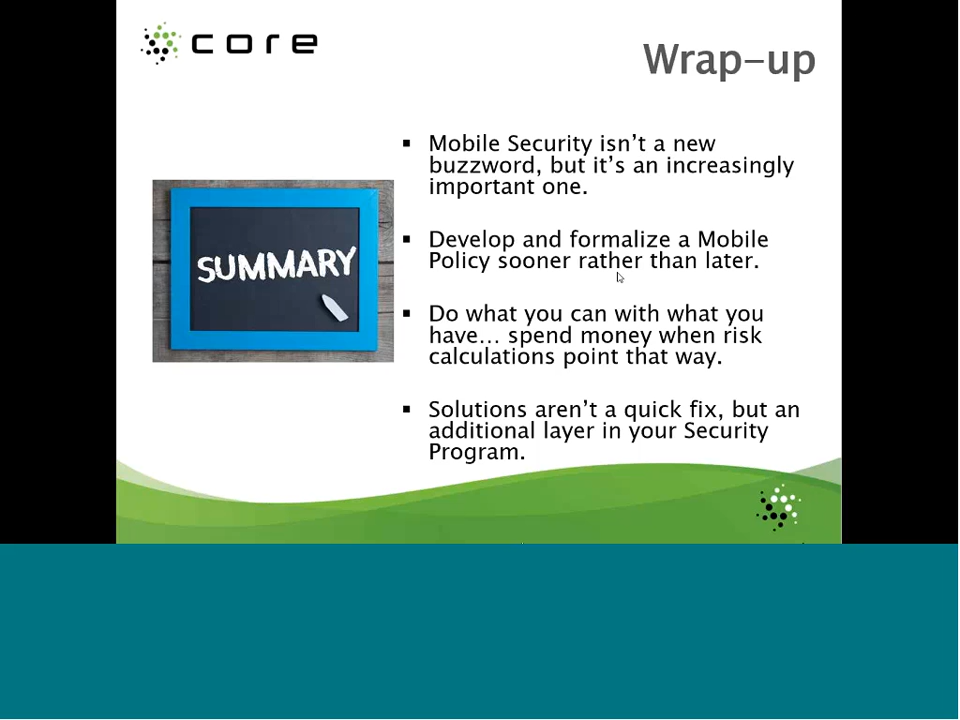 core
Wrap-up
▪ Mobile Security isn't a new
buzzword, but it's an increasingly
important one.
▪ Develop and formalize a Mobile
Policy sooner rather than later.
▪ Do what you can with what you
have... spend money when risk
calculations point that way.
▪ Solutions aren't a quick fix, but an
additional layer in your Security
Program.
SUMMARY